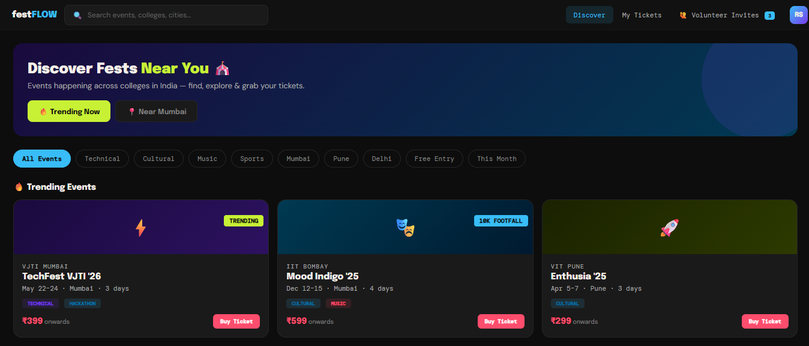 festFLOW
Search events, colleges, cities...
Discover
My Tickets
Volunteer Invites 3
RS
Discover Fests Near You
Events happening across colleges in India — find, explore & grab your tickets.
Trending Now
Near Mumbai
All Events
Technical
Cultural
Music
Sports
Mumbai
Pune
Delhi
Free Entry
This Month
Trending Events
TRENDING
VJTI MUMBAI
TechFest VJTI '26
May 22–24 · Mumbai · 3 days
TECHNICAL
HACKATHON
₹399 onwards
Buy Ticket
10K FOOTFALL
IIT BOMBAY
Mood Indigo '25
Dec 12–15 · Mumbai · 4 days
CULTURAL
MUSIC
₹599 onwards
Buy Ticket
VIT PUNE
Enthusia '25
Apr 5–7 · Pune · 3 days
CULTURAL
₹299 onwards
Buy Ticket